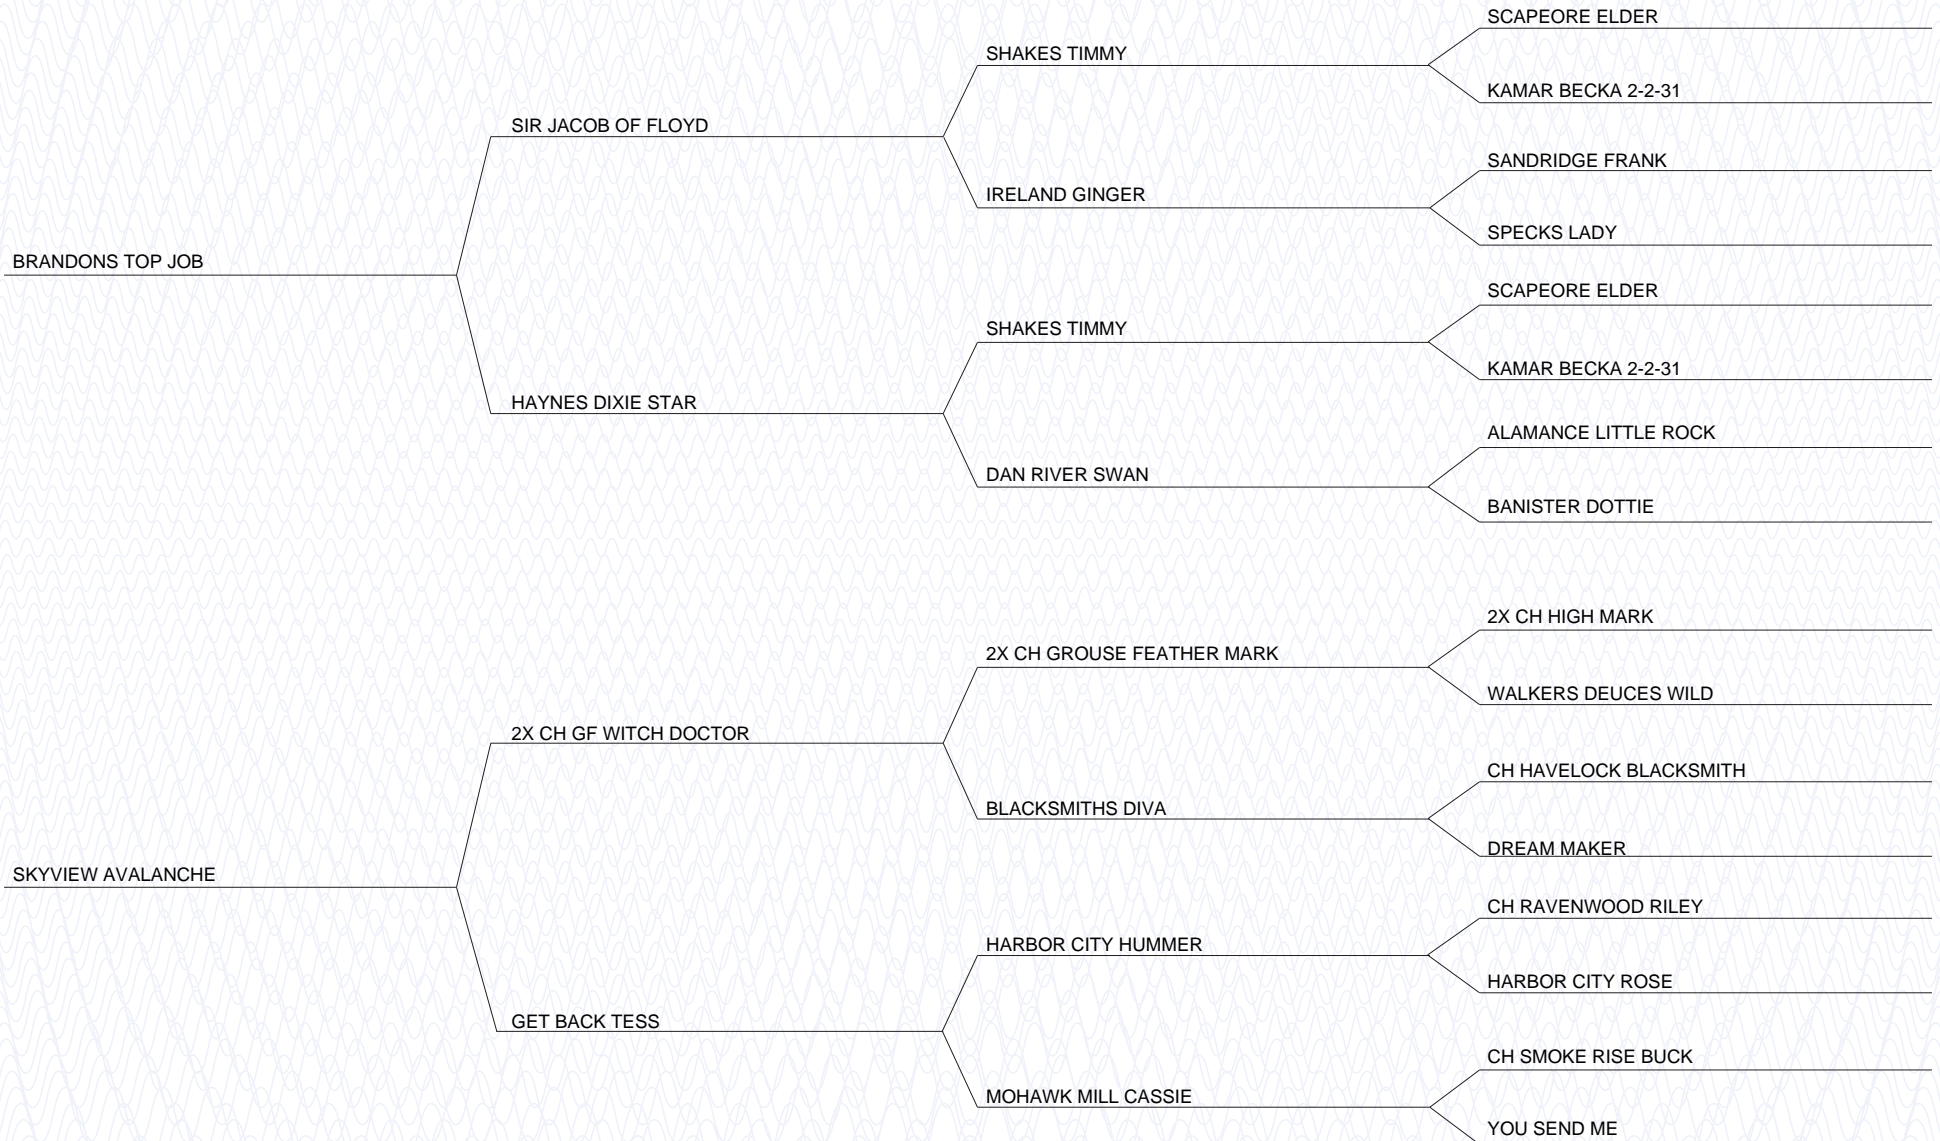 SCAPEORE ELDER
SHAKES TIMMY
KAMAR BECKA 2-2-31
SIR JACOB OF FLOYD
SANDRIDGE FRANK
IRELAND GINGER
SPECKS LADY
BRANDONS TOP JOB
SCAPEORE ELDER
SHAKES TIMMY
KAMAR BECKA 2-2-31
HAYNES DIXIE STAR
ALAMANCE LITTLE ROCK
DAN RIVER SWAN
BANISTER DOTTIE
2X CH HIGH MARK
2X CH GROUSE FEATHER MARK
WALKERS DEUCES WILD
2X CH GF WITCH DOCTOR
CH HAVELOCK BLACKSMITH
BLACKSMITHS DIVA
DREAM MAKER
SKYVIEW AVALANCHE
CH RAVENWOOD RILEY
HARBOR CITY HUMMER
HARBOR CITY ROSE
GET BACK TESS
CH SMOKE RISE BUCK
MOHAWK MILL CASSIE
YOU SEND ME